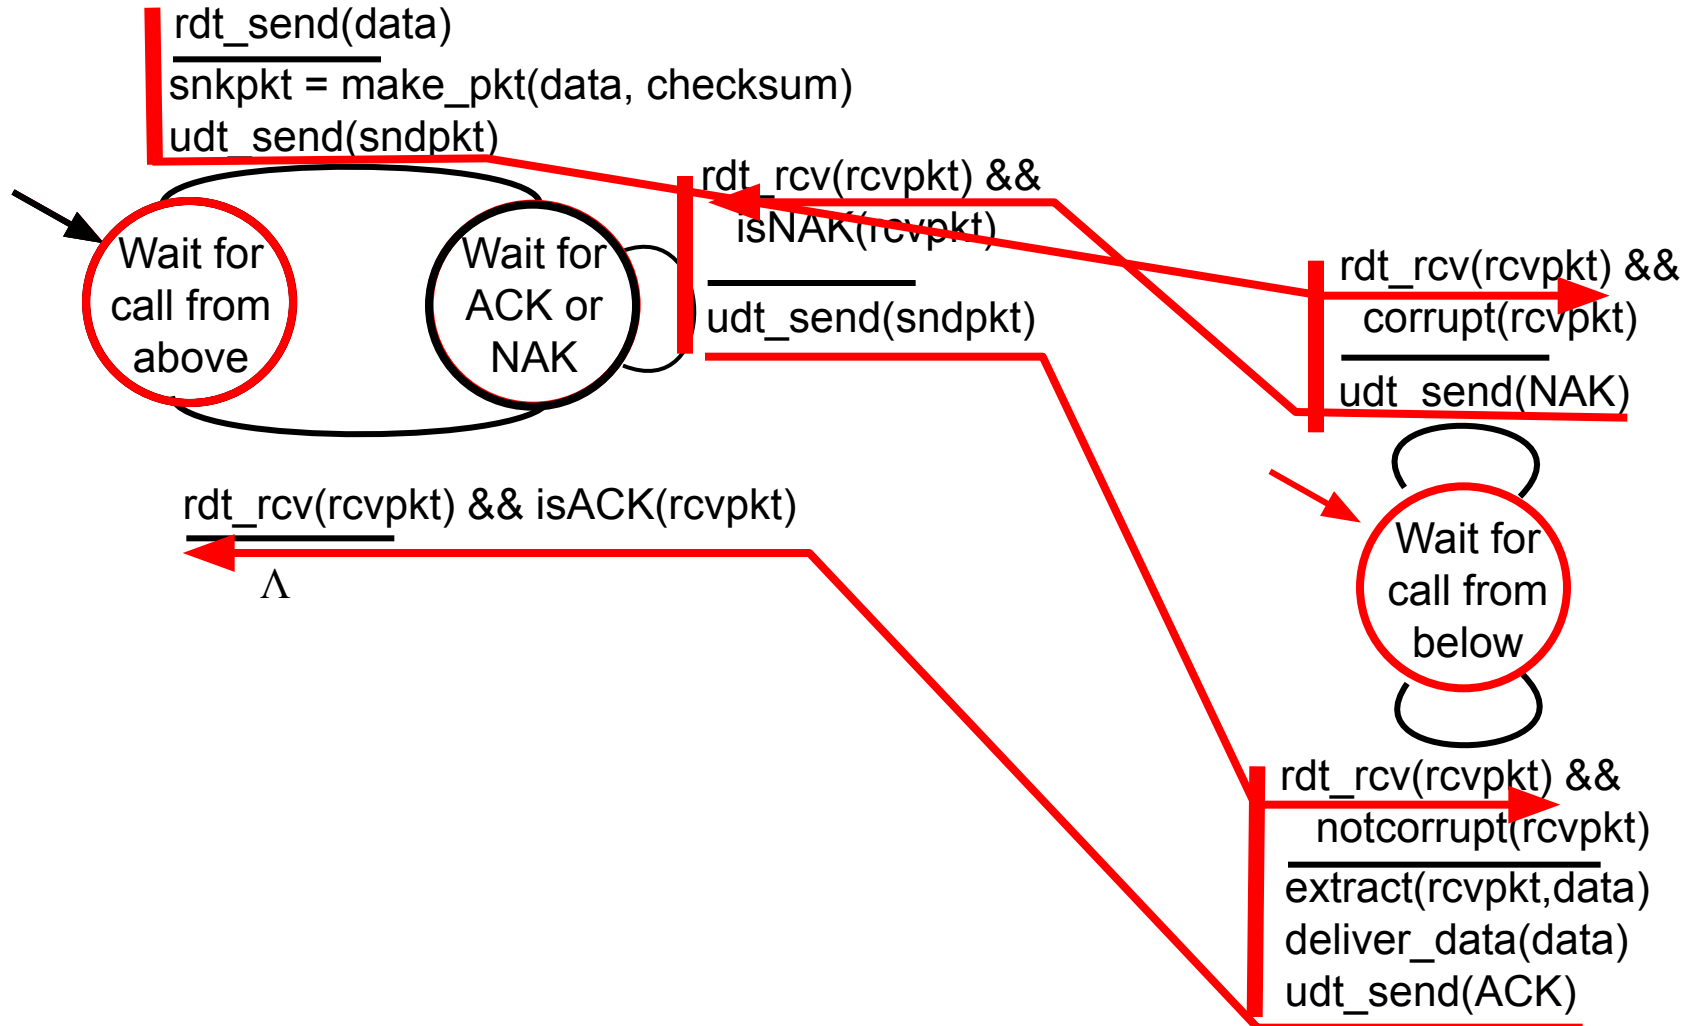 rdt_send(data)
snkpkt = make_pkt(data, checksum)
udt_send(sndpkt)
Wait for
call from
above
Wait for
ACK or
NAK
rdt_rcv(rcvpkt) &&
isNAK(rcvpkt)
udt_send(sndpkt)
rdt_rcv(rcvpkt) && isACK(rcvpkt)
Λ
rdt_rcv(rcvpkt) &&
corrupt(rcvpkt)
udt_send(NAK)
Wait for
call from
below
rdt_rcv(rcvpkt) &&
notcorrupt(rcvpkt)
extract(rcvpkt,data)
deliver_data(data)
udt_send(ACK)